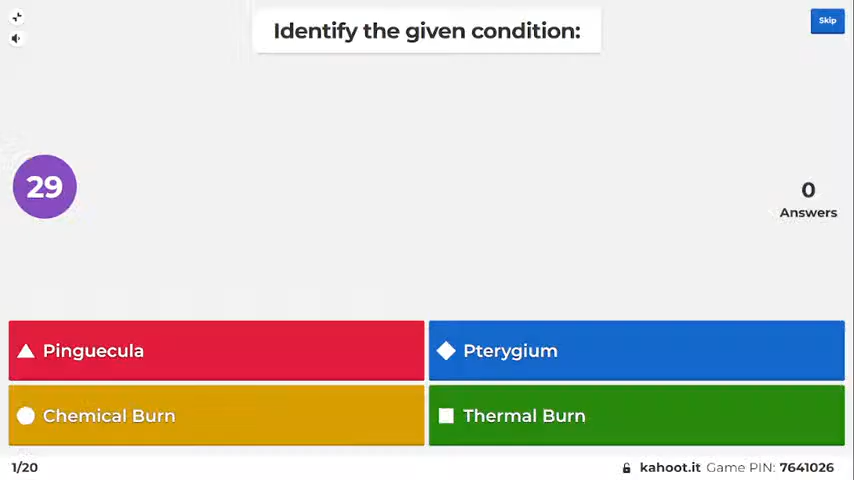 Identify the given condition:
Skip
29
0
Answers
Pinguecula
Pterygium
Chemical Burn
Thermal Burn
1/20
kahoot.it Game PIN: 7641026